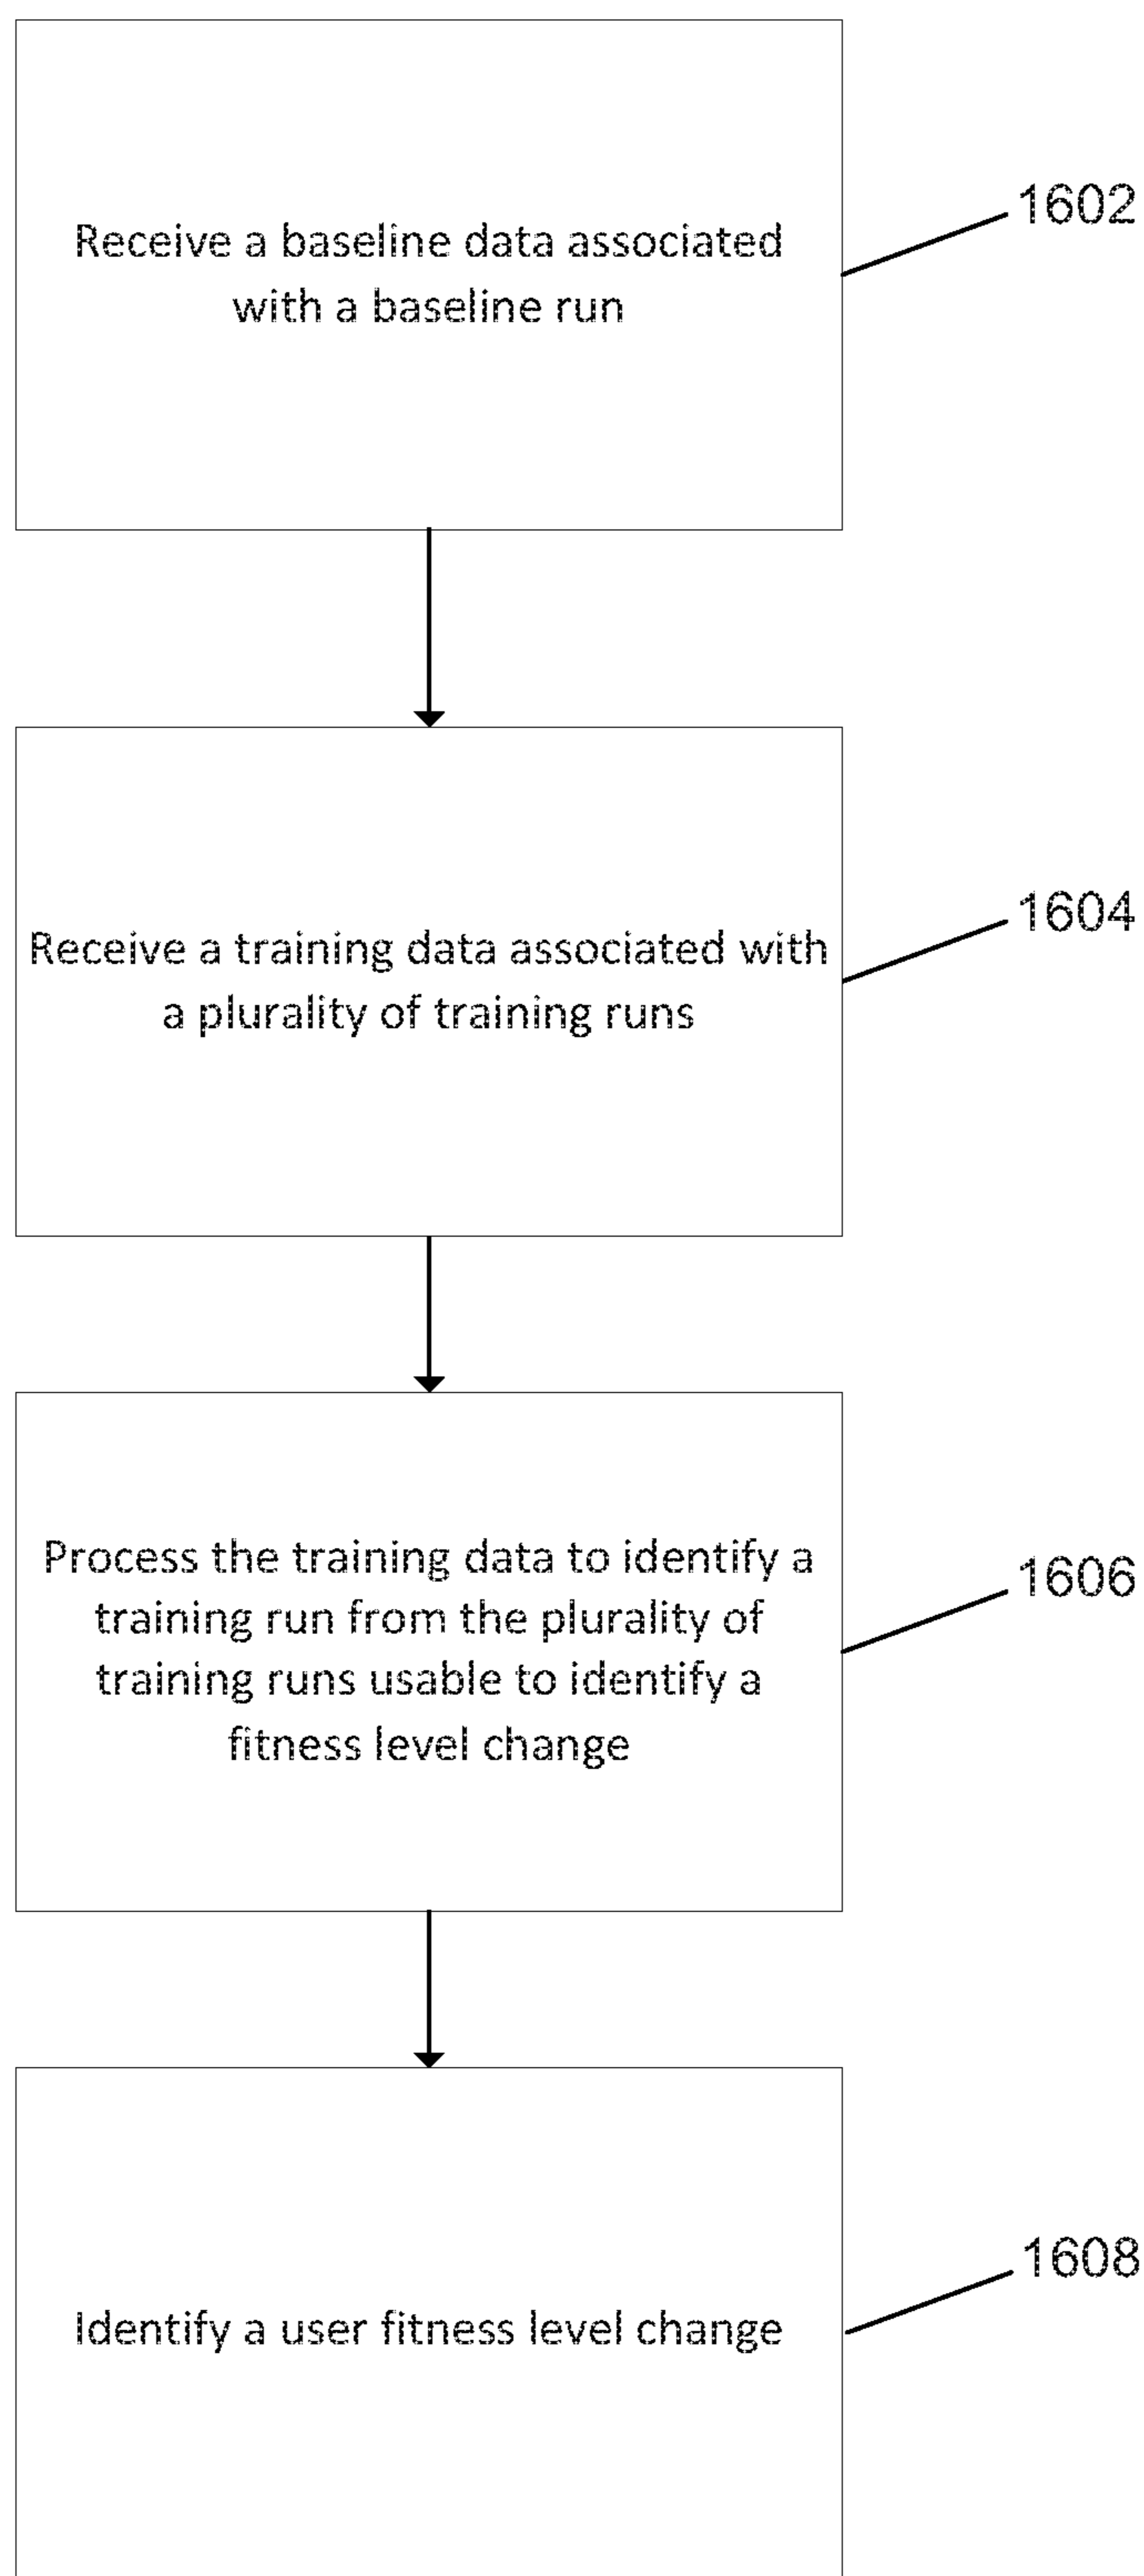 Receive a baseline data associated
with a baseline run
1602
Receive a training data associated with
a plurality of training runs
1604
Process the training data to identify a
training run from the plurality of
training runs usable to identify a
fitness level change
1606
Identify a user fitness level change
1608